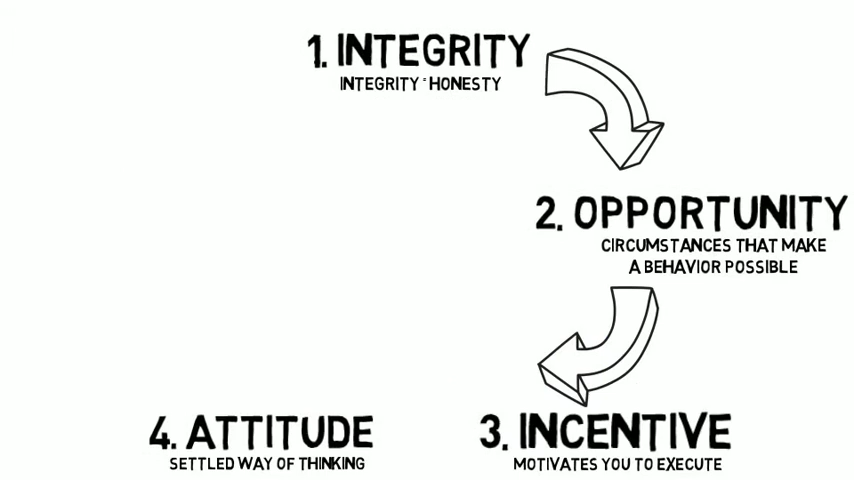 1. INTEGRITY
INTEGRITY = HONESTY
2. OPPORTUNITY
CIRCUMSTANCES THAT MAKE
A BEHAVIOR POSSIBLE
3. INCENTIVE
MOTIVATES YOU TO EXECUTE
4. ATTITUDE
SETTLED WAY OF THINKING